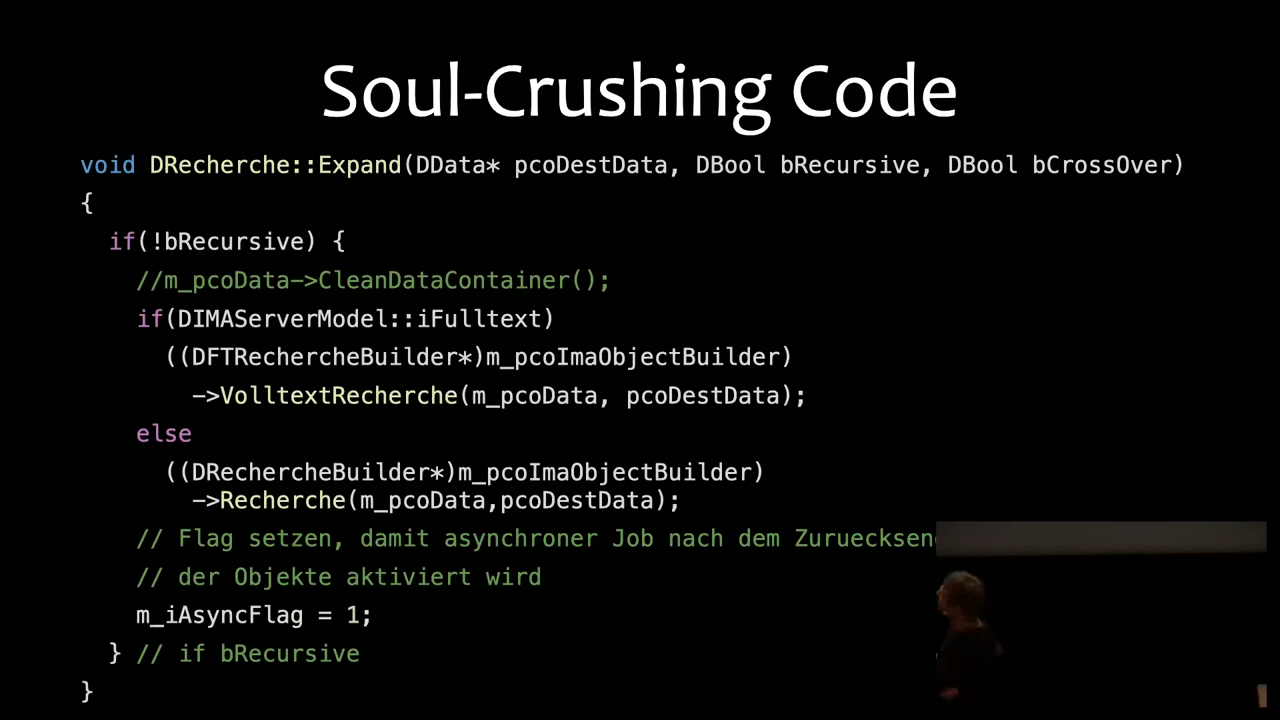 Soul-Crushing Code
void DRecherche::Expand(DData* pcoDestData, DBool bRecursive, DBool bCrossOver)
{
if(!bRecursive) {
//m_pcoData->CleanDataContainer();
if(DIMAServerModel::iFulltext)
((DFTRechercheBuilder*)m_pcoImaObjectBuilder)
->VolltextRecherche(m_pcoData, pcoDestData);
else
((DRechercheBuilder*)m_pcoImaObjectBuilder)
->Recherche(m_pcoData,pcoDestData);
// Flag setzen, damit asynchroner Job nach dem
// der Objekte aktiviert wird
m_iAsyncFlag = 1;
} // if bRecursive
}